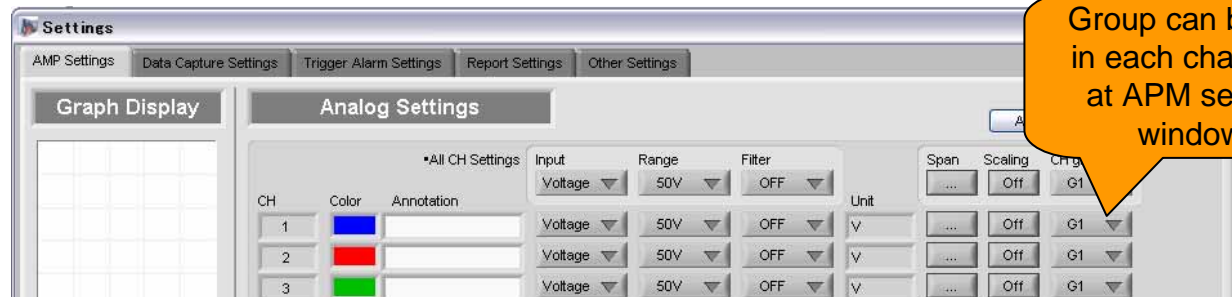 Settings
Group can
in each
at APM
AMP Settings Data Capture Settings Trigger Alarm Settings Report Settings Other Settings
Graph Display Analog Settings
•All CH Settings Input Range Filter Span Scaling
Voltage 50V OFF ... Off G1
CH Color Annotation Unit
1 Voltage 50V OFF V ... Off G1
2 Voltage 50V OFF V ... Off G1
3 Voltage 50V OFF V ... Off G1